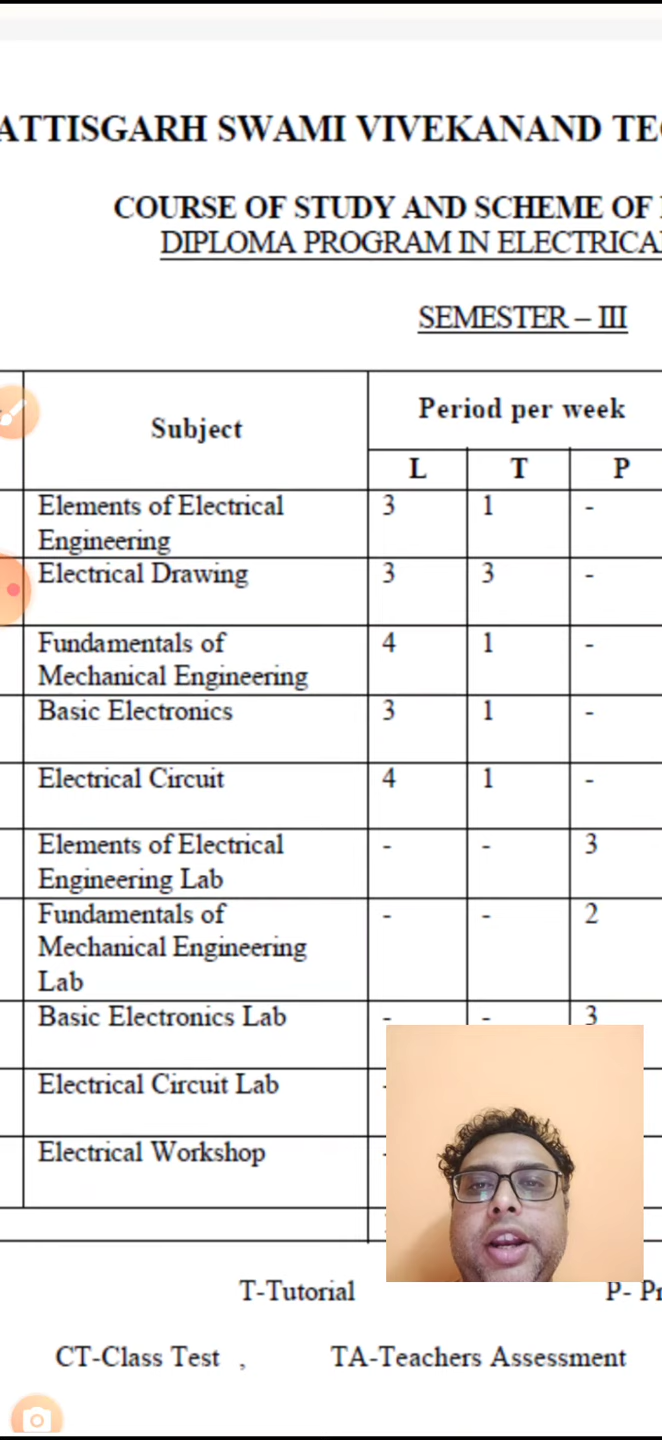 ATTISGARH SWAMI VIVEKANAND
COURSE OF STUDY AND SCHEME OF
DIPLOMA PROGRAM IN
SEMESTER – III
Subject
Period per week
L T P
Elements of Electrical 3 1 -
Engineering
Electrical Drawing 3 3 -
Fundamentals of 4 1 -
Mechanical Engineering
Basic Electronics 3 1 -
Electrical Circuit 4 1 -
Elements of Electrical - - 3
Engineering Lab
Fundamentals of - - 2
Mechanical Engineering
Lab
Basic Electronics Lab - - 3
Electrical Circuit Lab -
Electrical Workshop -
T-Tutorial P-
CT-Class Test , TA-Teachers Assessment